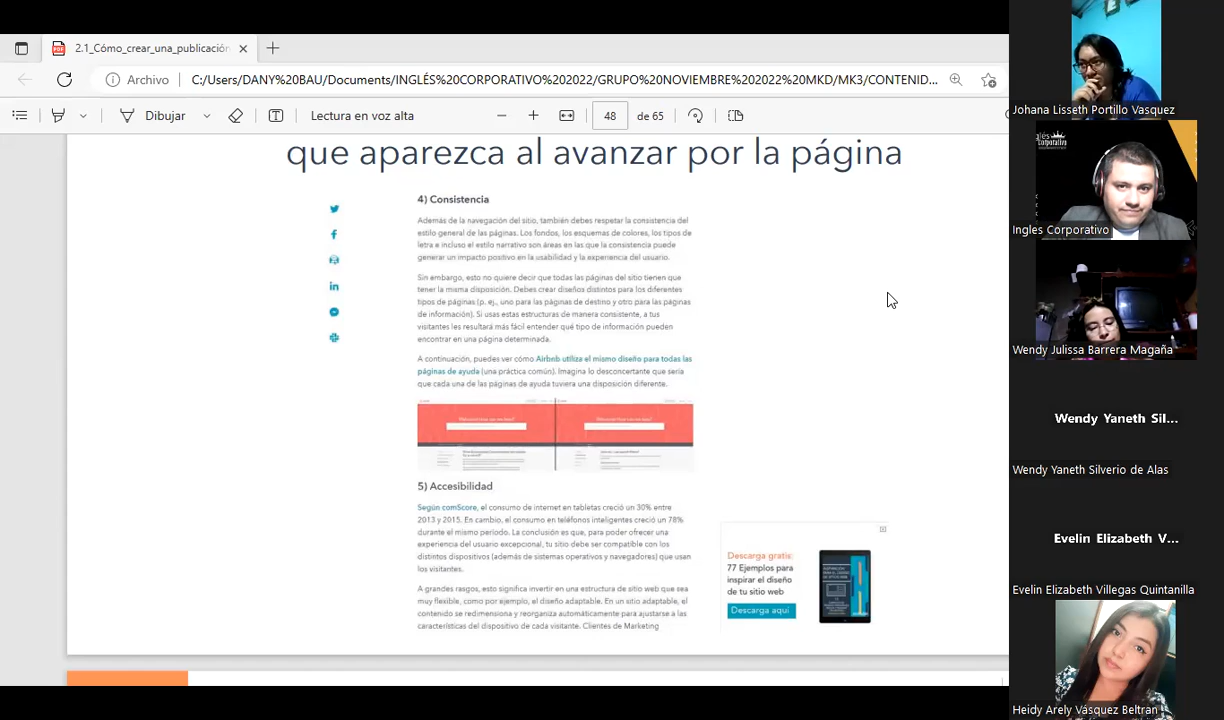 2.1_Cómo_crear_una_publicación
Archivo
C:/Users/DANY%20BAU/Documents/INGLÉS%20CORPORATIVO%202022/GRUPO%20NOVIEMBRE%202022%20MKD/MK3/CONTENID...
Dibujar
Lectura en voz alta
48
de 65
que aparezca al avanzar por la página
4) Consistencia
Además de la navegación del sitio, también debes respetar la consistencia del
estilo general de las páginas. Los fondos, los esquemas de colores, los tipos de
letra e incluso el estilo narrativo son áreas en las que la consistencia puede
generar un impacto positivo en la usabilidad y la experiencia del usuario.
Sin embargo, esto no quiere decir que todas las páginas del sitio tienen que
tener la misma disposición. Debes crear diseños distintos para los diferentes
tipos de páginas (p. ej., uno para las páginas de destino y otro para las páginas
de información). Si usas estas estructuras de manera consistente, a tus
visitantes les resultará más fácil entender qué tipo de información pueden
encontrar en una página determinada.
A continuación, puedes ver cómo Airbnb utiliza el mismo diseño para todas las
páginas de ayuda (una práctica común). Imagina lo desconcertante que sería
que cada una de las páginas de ayuda tuviera una disposición diferente.
5) Accesibilidad
Según comScore, el consumo de internet en tabletas creció un 30% entre
2013 y 2015. En cambio, el consumo en teléfonos inteligentes creció un 78%
durante el mismo período. La conclusión es que, para poder ofrecer una
experiencia del usuario excepcional, tu sitio debe ser compatible con los
distintos dispositivos (además de sistemas operativos y navegadores) que usan
los visitantes.
A grandes rasgos, esto significa invertir en una estructura de sitio web que sea
muy flexible, como por ejemplo, el diseño adaptable. En un sitio adaptable, el
contenido se redimensiona y reorganiza automáticamente para ajustarse a las
características del dispositivo de cada visitante. Clientes de Marketing
Descarga gratis:
77 Ejemplos para
inspirar el diseño
de tu sitio web
Descarga aquí
Johana Lisseth Portillo Vasquez
Ingles Corporativo
Wendy Julissa Barrera Magaña
Wendy Yaneth Sil...
Wendy Yaneth Silverio de Alas
Evelin Elizabeth V...
Evelin Elizabeth Villegas Quintanilla
Heidy Arely Vásquez Beltran